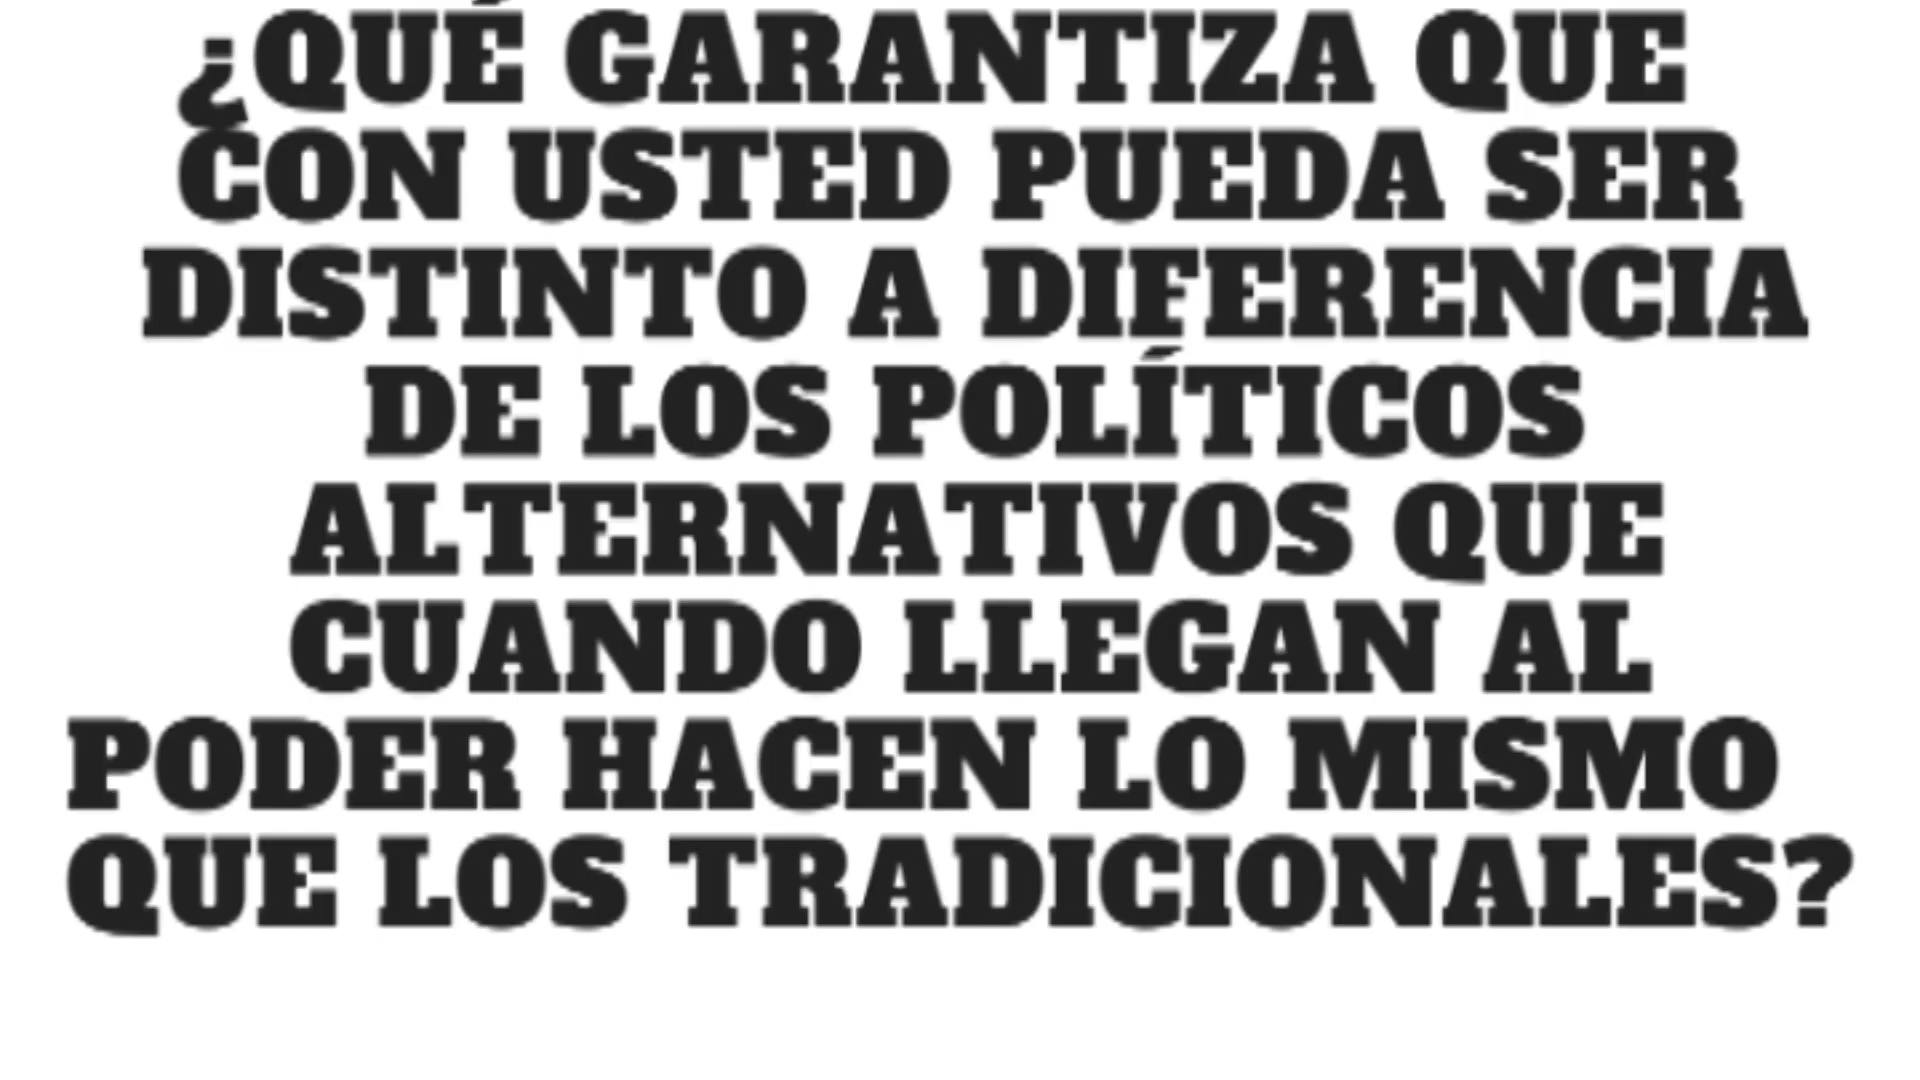 ¿QUÉ GARANTIZA QUE
CON USTED PUEDA SER
DISTINTO A DIFERENCIA
DE LOS POLÍTICOS
ALTERNATIVOS QUE
CUANDO LLEGAN AL
PODER HACEN LO MISMO
QUE LOS TRADICIONALES?